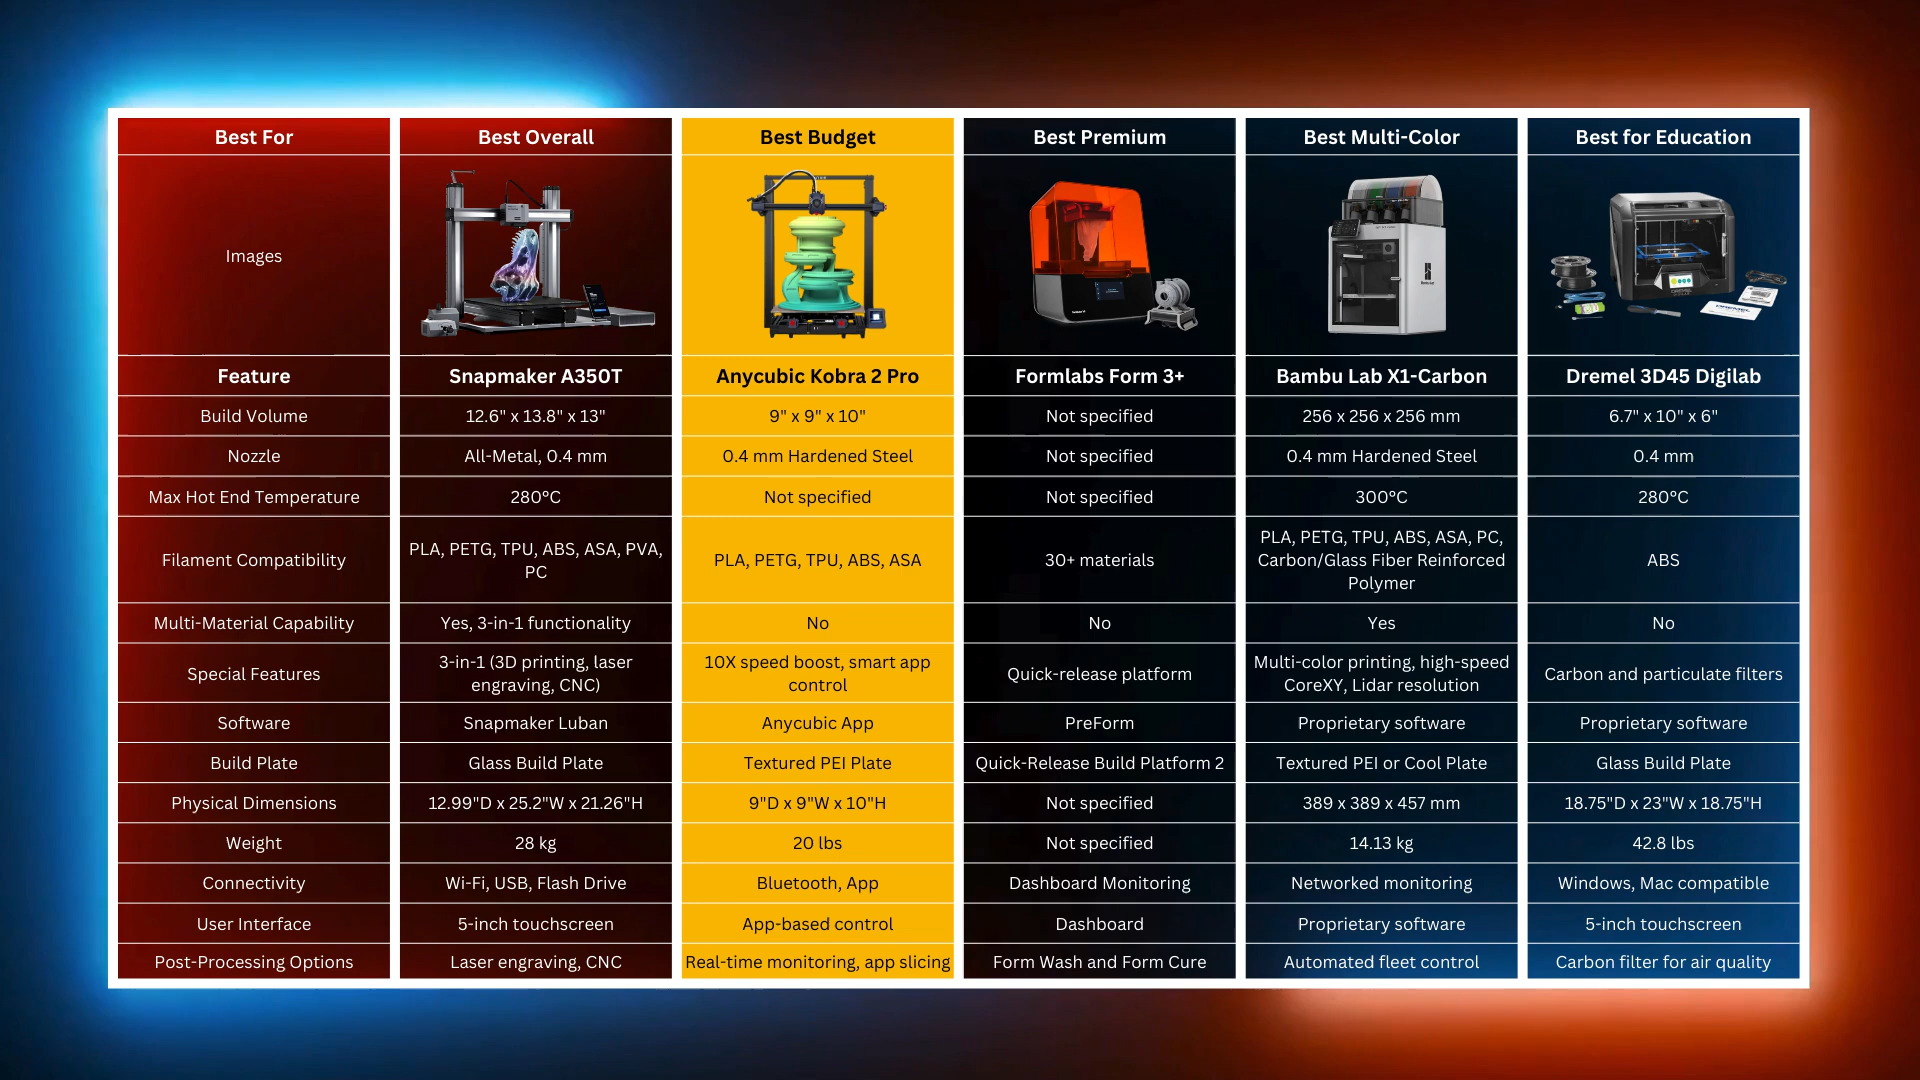 Best For
Best Overall
Best Budget
Best Premium
Best Multi-Color
Best for Education
Images
Feature
Snapmaker A350T
Anycubic Kobra 2 Pro
Formlabs Form 3+
Bambu Lab X1-Carbon
Dremel 3D45 Digilab
Build Volume
12.6" x 13.8" x 13"
9" x 9" x 10"
Not specified
256 x 256 x 256 mm
6.7" x 10" x 6"
Nozzle
All-Metal, 0.4 mm
0.4 mm Hardened Steel
Not specified
0.4 mm Hardened Steel
0.4 mm
Max Hot End Temperature
280°C
Not specified
Not specified
300°C
280°C
Filament Compatibility
PLA, PETG, TPU, ABS, ASA, PVA,
PC
PLA, PETG, TPU, ABS, ASA
30+ materials
PLA, PETG, TPU, ABS, ASA, PC,
Carbon/Glass Fiber Reinforced
Polymer
ABS
Multi-Material Capability
Yes, 3-in-1 functionality
No
No
Yes
No
Special Features
3-in-1 (3D printing, laser
engraving, CNC)
10X speed boost, smart app
control
Quick-release platform
Multi-color printing, high-speed
CoreXY, Lidar resolution
Carbon and particulate filters
Software
Snapmaker Luban
Anycubic App
PreForm
Proprietary software
Proprietary software
Build Plate
Glass Build Plate
Textured PEI Plate
Quick-Release Build Platform 2
Textured PEI or Cool Plate
Glass Build Plate
Physical Dimensions
12.99"D x 25.2"W x 21.26"H
9"D x 9"W x 10"H
Not specified
389 x 389 x 457 mm
18.75"D x 23"W x 18.75"H
Weight
28 kg
20 lbs
Not specified
14.13 kg
42.8 lbs
Connectivity
Wi-Fi, USB, Flash Drive
Bluetooth, App
Dashboard Monitoring
Networked monitoring
Windows, Mac compatible
User Interface
5-inch touchscreen
App-based control
Dashboard
Proprietary software
5-inch touchscreen
Post-Processing Options
Laser engraving, CNC
Real-time monitoring, app slicing
Form Wash and Form Cure
Automated fleet control
Carbon filter for air quality